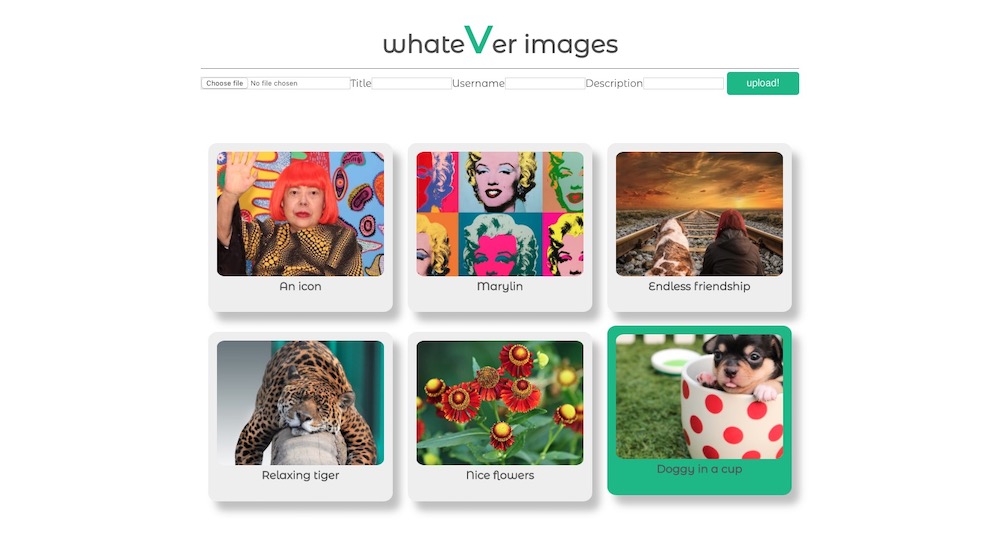 whateVer images
Choose file No file chosen Title Username Description upload!
An icon Marylin Endless friendship
Relaxing tiger Nice flowers Doggy in a cup